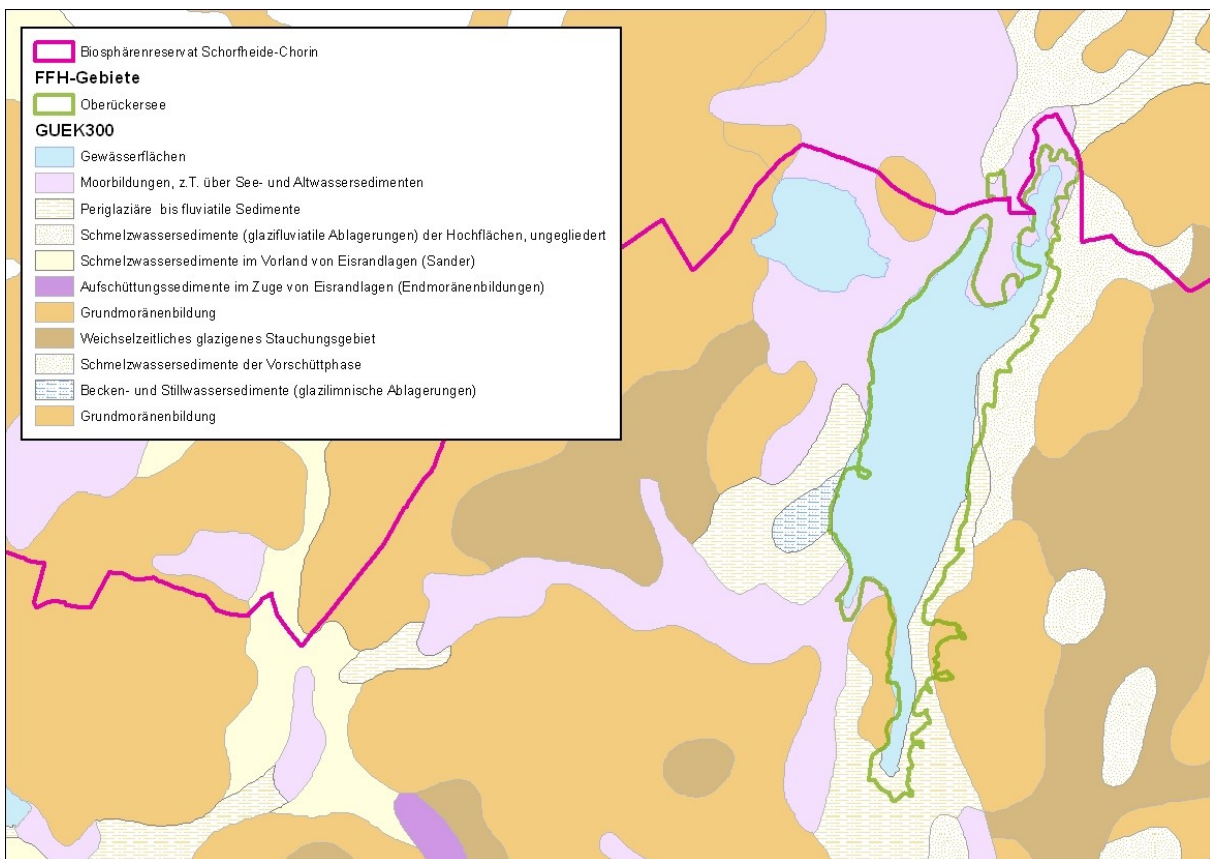 Biosphärenreservat Schorfheide-Chorin
FFH-Gebiete
Oberückersee
GUEK300
Gewässerflächen
Moorbildungen, z.T. über See- und Altwassersedimenten
Periglaziäre bis fluviatile Sedimente
Schmelzwassersedimente (glazifluviatile Ablagerungen) der Hochflächen, ungegliedert
Schmelzwassersedimente im Vorland von Eisrandlagen (Sander)
Aufschüttungssedimente im Zuge von Eisrandlagen (Endmoränenbildungen)
Grundmoränenbildung
Weichselzeitliches glazigenes Stauchungsgebiet
Schmelzwassersedimente der Vorschüttphase
Becken- und Stillwassersedimente (glazilimnische Ablagerungen)
Grundmoränenbildung